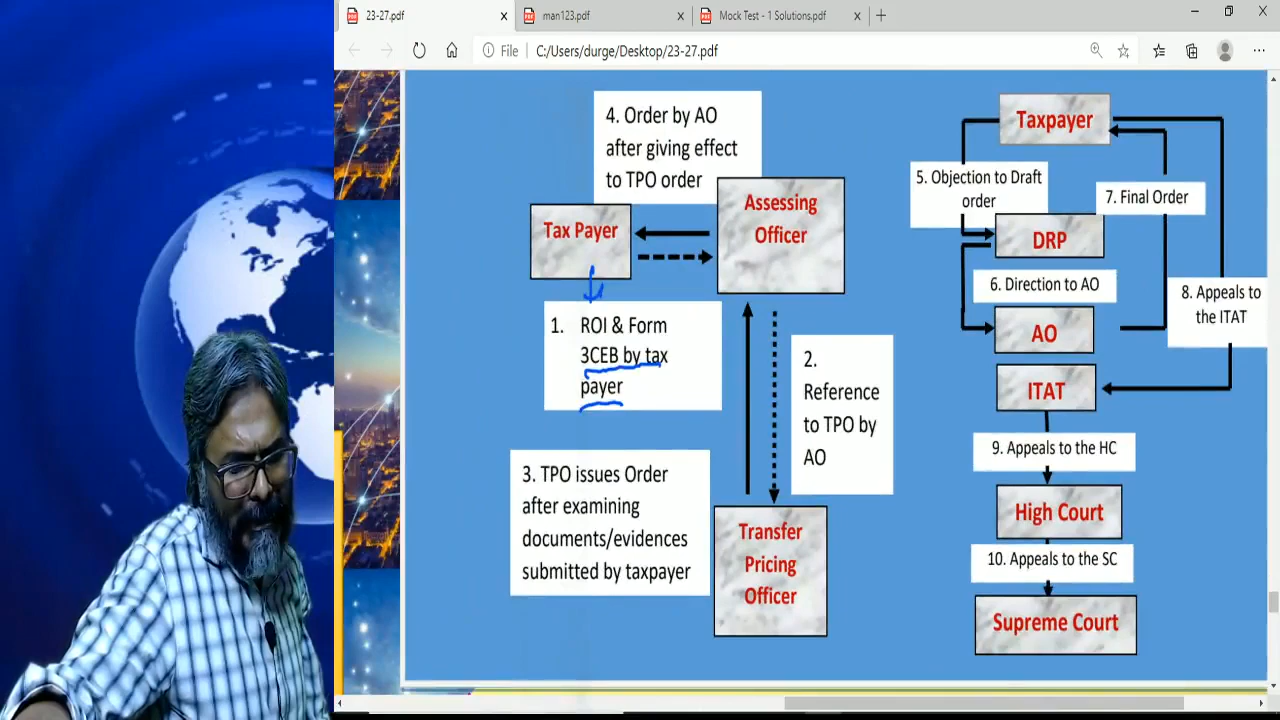 23-27.pdf
man123.pdf
Mock Test - 1 Solutions.pdf
File
C:/Users/durge/Desktop/23-27.pdf
4. Order by AO
after giving effect
to TPO order
Tax Payer
Assessing
Officer
1. ROI & Form
3CEB by tax
payer
2.
Reference
to TPO by
AO
3. TPO issues Order
after examining
documents/evidences
submitted by taxpayer
Transfer
Pricing
Officer
Taxpayer
5. Objection to Draft
order
7. Final Order
DRP
6. Direction to AO
8. Appeals to
the ITAT
AO
ITAT
9. Appeals to the HC
High Court
10. Appeals to the SC
Supreme Court